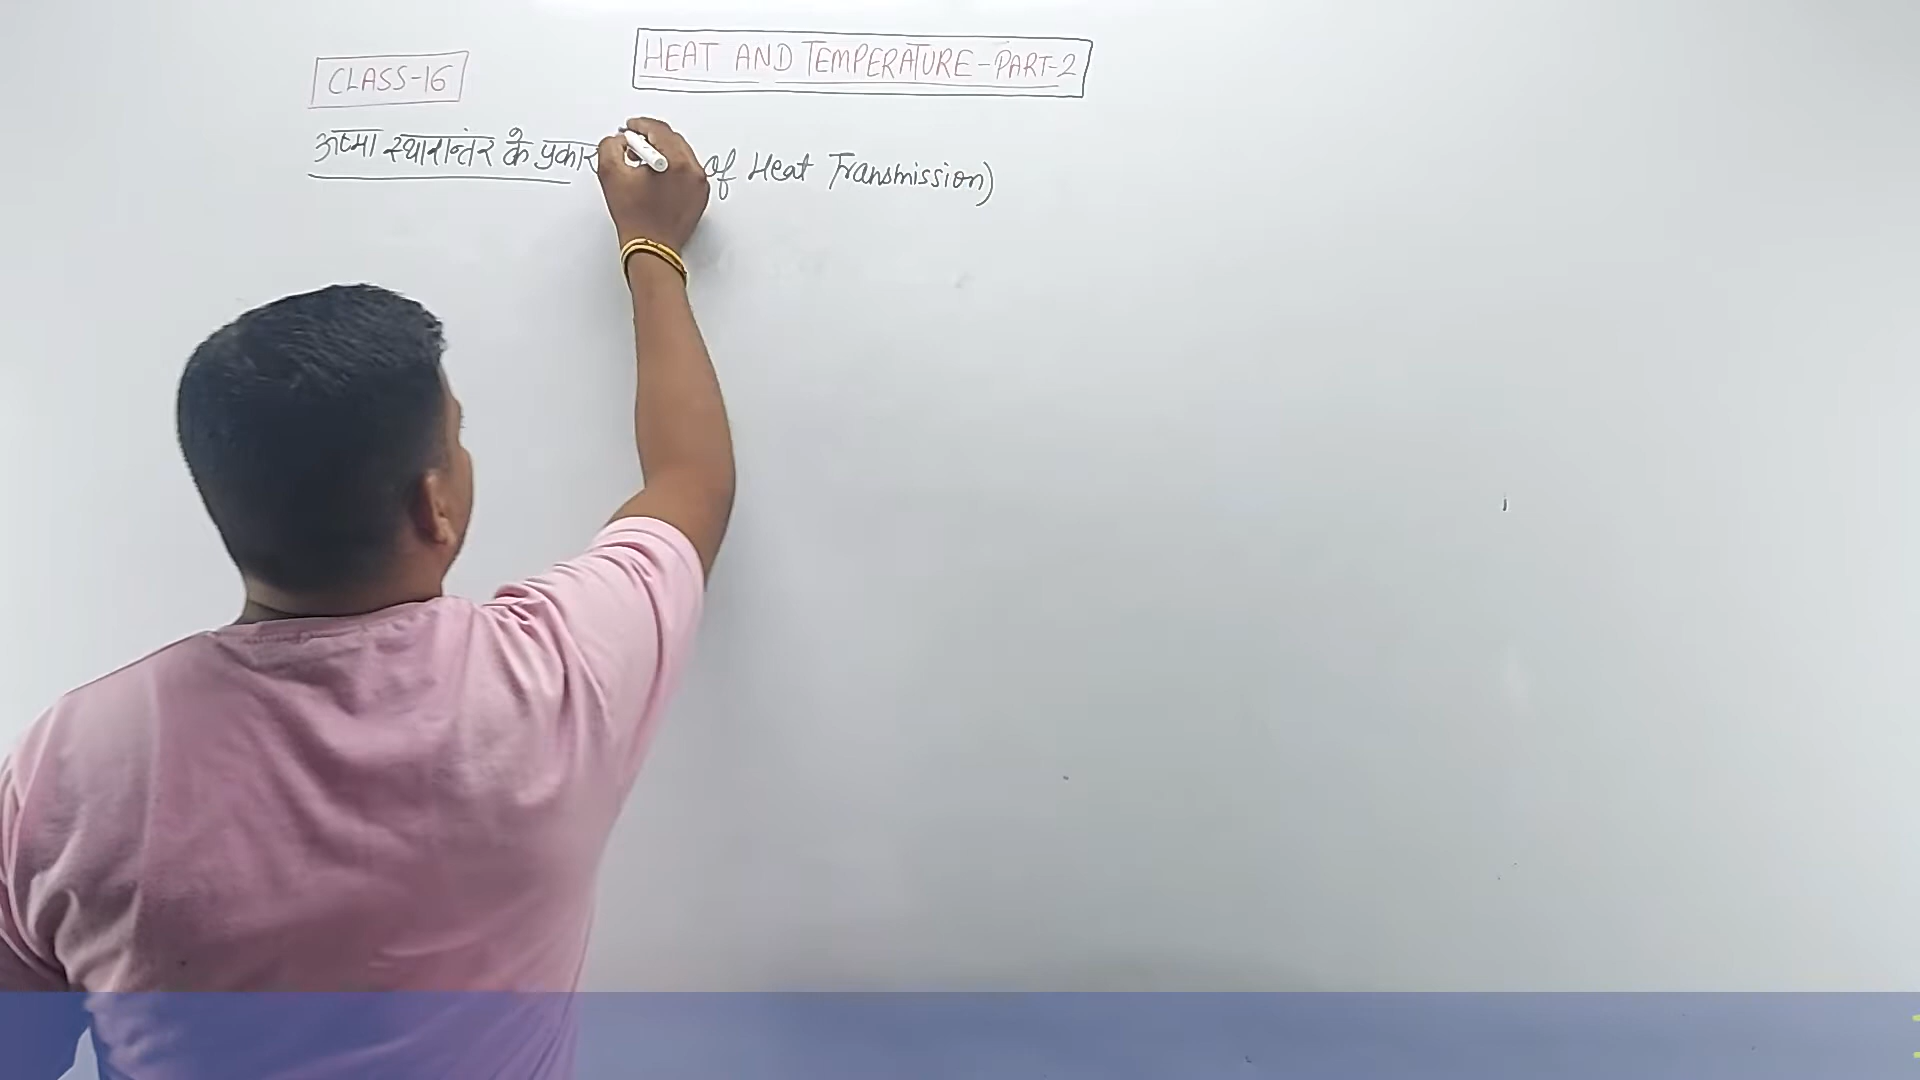 CLASS-16
HEAT AND TEMPERATURE-PART-2
ऊष्मा स्थानांतर के प्रकार of Heat Transmission)